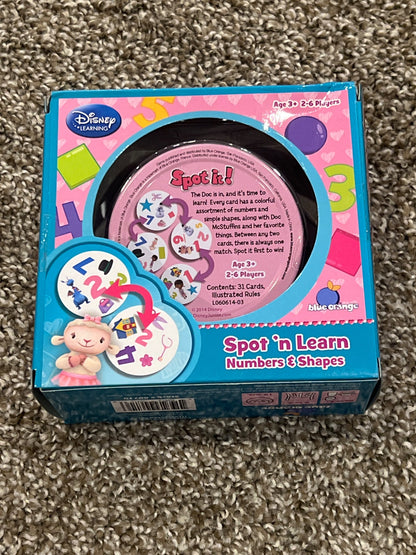 Disney
LEARNING
Age 3+ 2-6 Players
Spot it!
The Doc is in, and it's time to
learn! Every card has a colorful
assortment of numbers and
simple shapes, along with Doc
McStuffins and her favorite
things. Between any two
cards, there is always one
match. Spot it first to win!
Age 3+
2-6 Players
Contents: 31 Cards,
Illustrated Rules
L060614-03
© 2014 Disney
blue orange
Spot 'n Learn
Numbers & Shapes